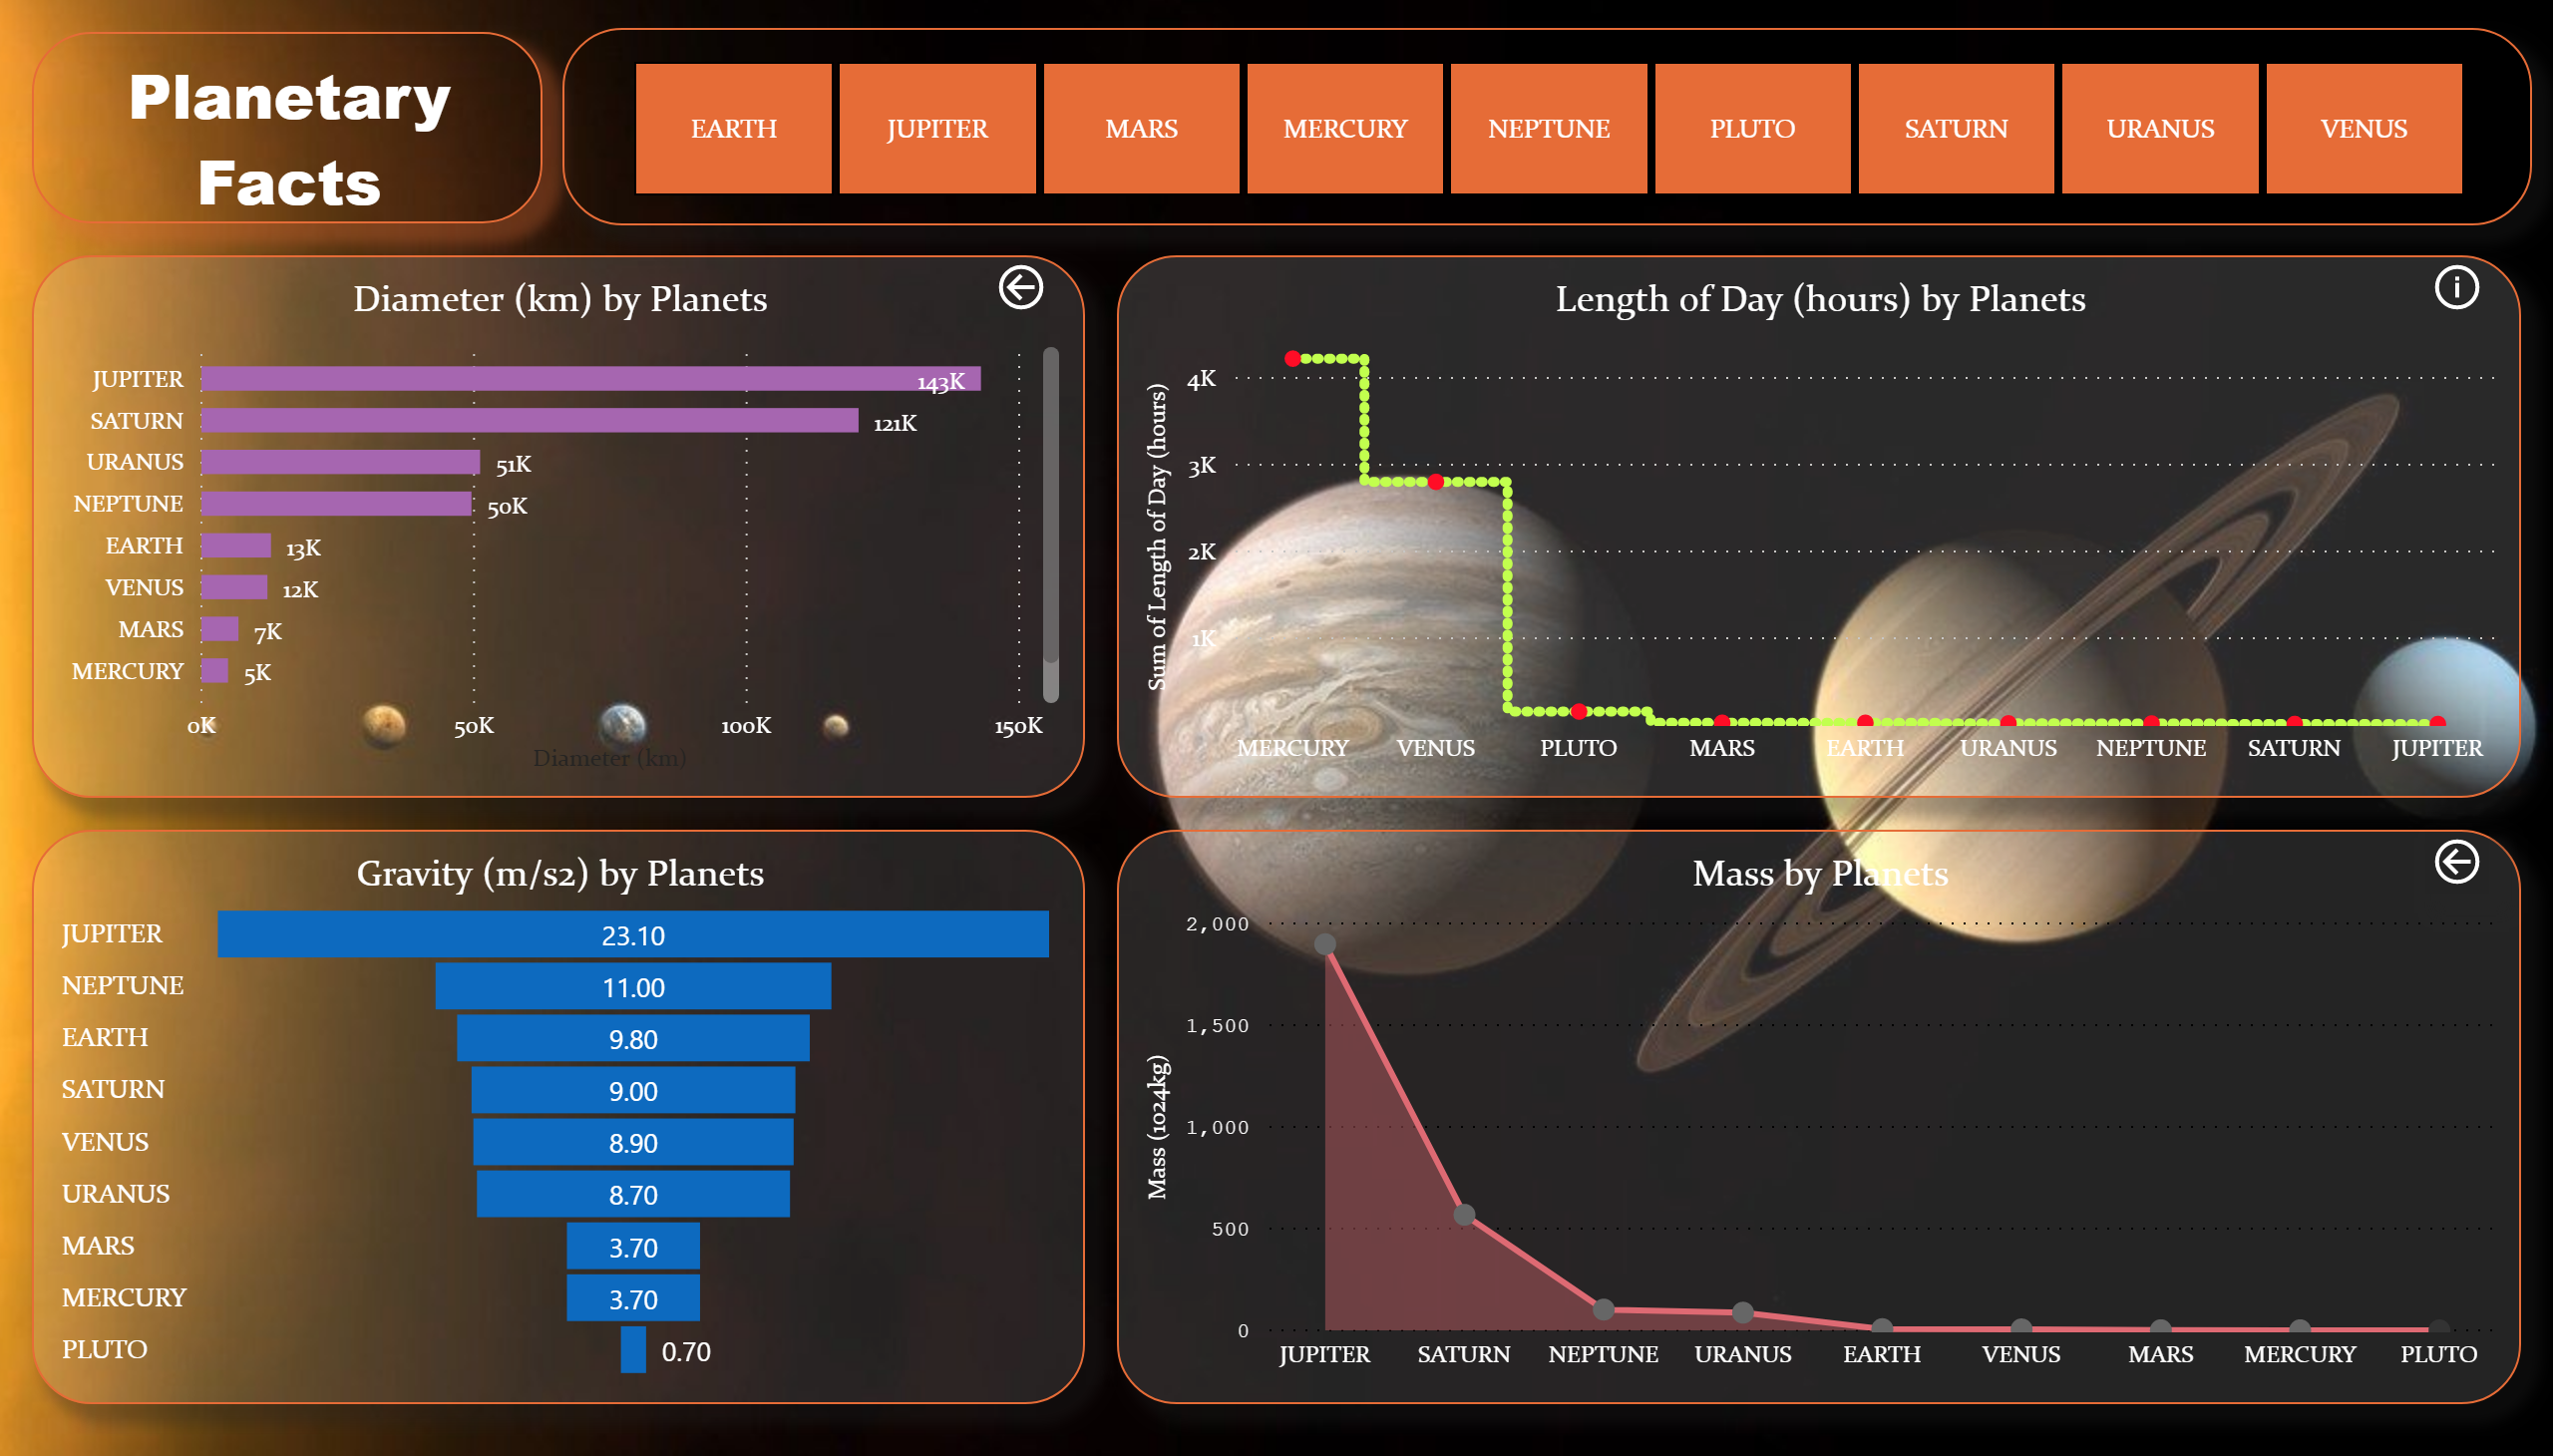 Planetary
Facts
EARTH
JUPITER
MARS
MERCURY
NEPTUNE
PLUTO
SATURN
URANUS
VENUS
Diameter (km) by Planets
JUPITER 143K
SATURN 121K
URANUS 51K
NEPTUNE 50K
EARTH 13K
VENUS 12K
MARS 7K
MERCURY 5K
0K 50K 100K 150K
Diameter (km)
Length of Day (hours) by Planets
i
Sum of Length of Day (hours)
4K
3K
2K
1K
MERCURY VENUS PLUTO MARS EARTH URANUS NEPTUNE SATURN JUPITER
Gravity (m/s2) by Planets
JUPITER 23.10
NEPTUNE 11.00
EARTH 9.80
SATURN 9.00
VENUS 8.90
URANUS 8.70
MARS 3.70
MERCURY 3.70
PLUTO 0.70
Mass by Planets
Mass (1024kg)
2,000
1,500
1,000
500
0
JUPITER SATURN NEPTUNE URANUS EARTH VENUS MARS MERCURY PLUTO